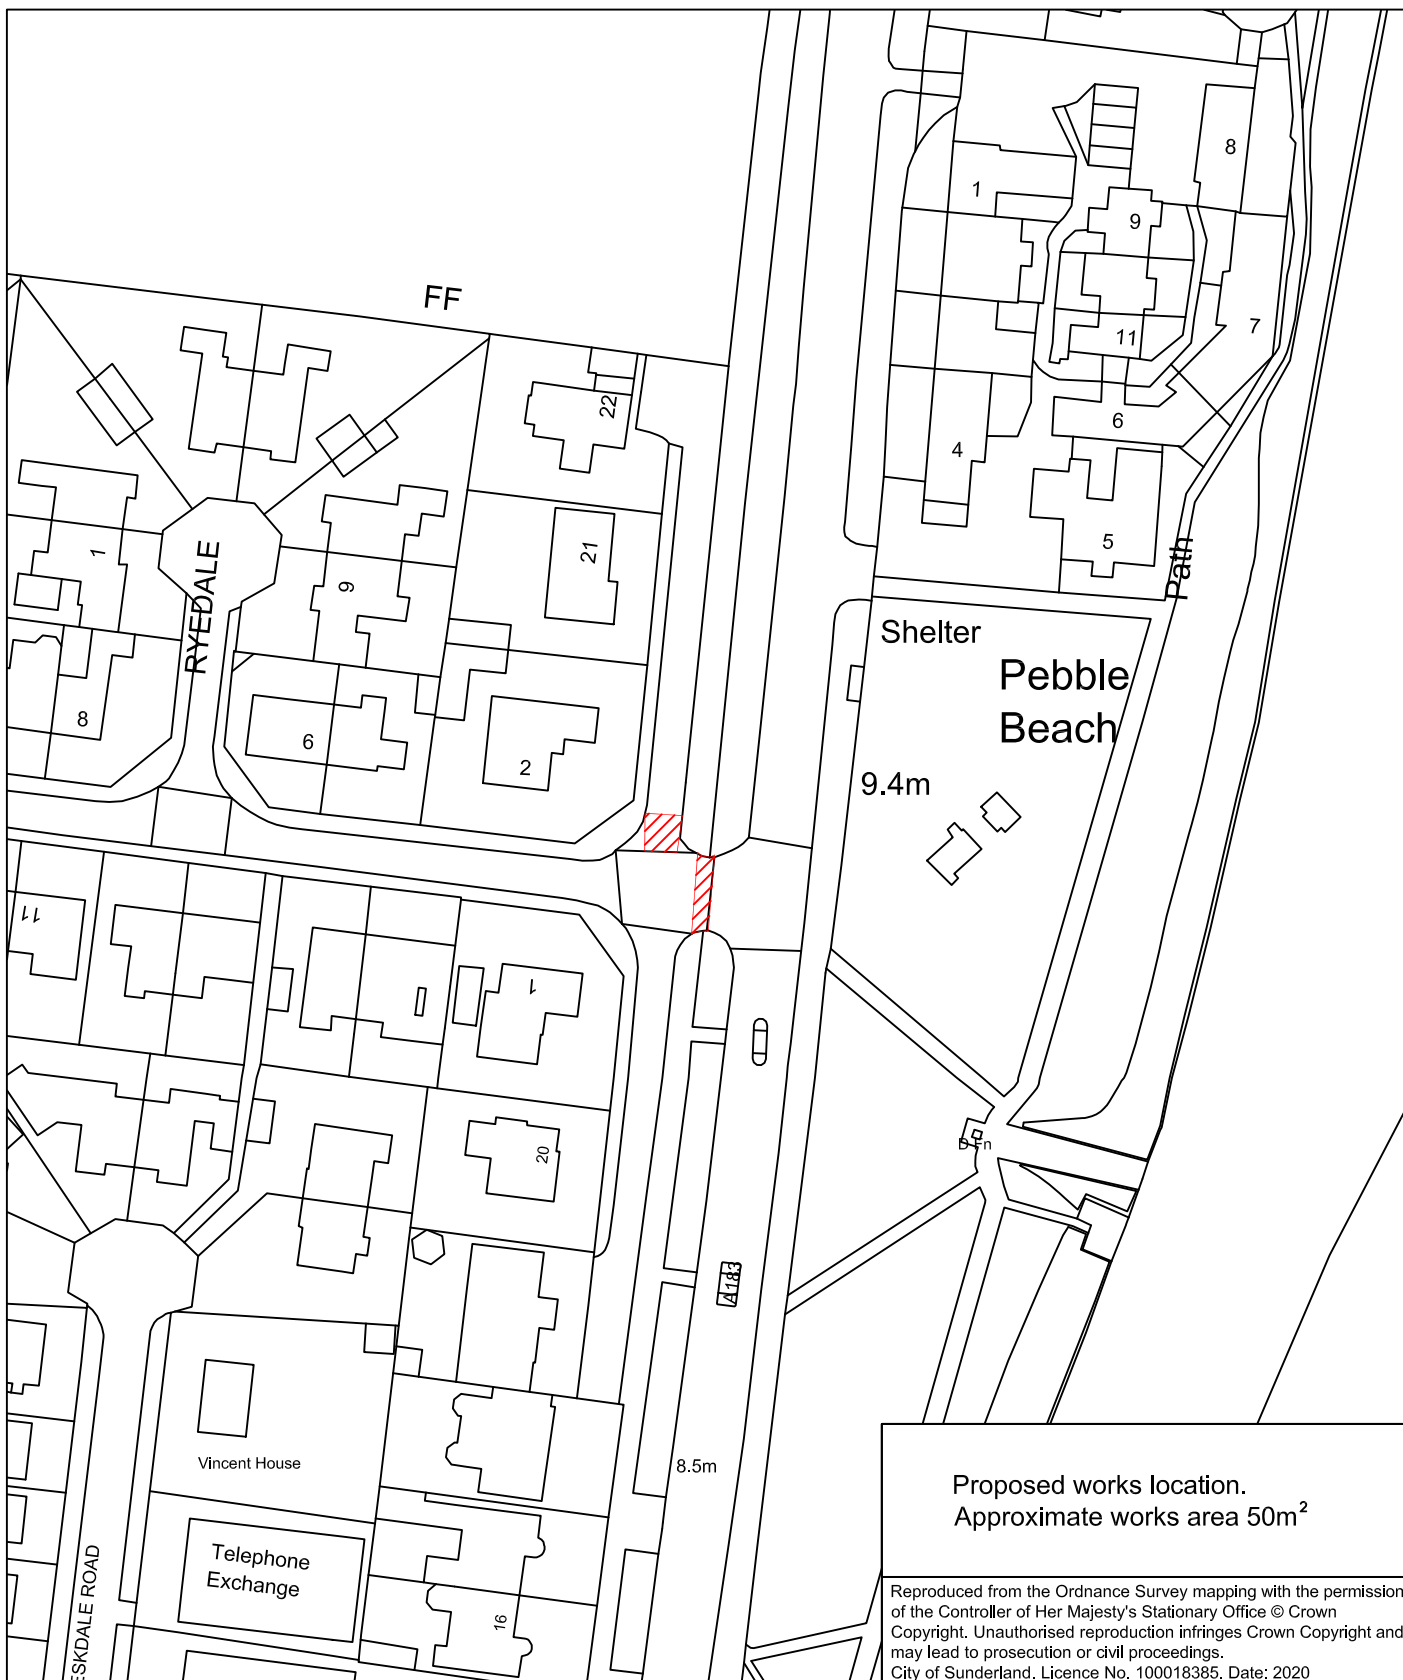 FF
1
8
9
7
11
22
6
4
21
5
1
9
RYEDALE
Path
Shelter
Pebble
Beach
8
6
2
9.4m
11
1
D Fn
20
A183
Vincent House
8.5m
Telephone
Exchange
ESKDALE ROAD
16
Proposed works location.
Approximate works area 50m²
Reproduced from the Ordnance Survey mapping with the permission
of the Controller of Her Majesty's Stationary Office © Crown
Copyright. Unauthorised reproduction infringes Crown Copyright and
may lead to prosecution or civil proceedings.
City of Sunderland. Licence No. 100018385. Date: 2020